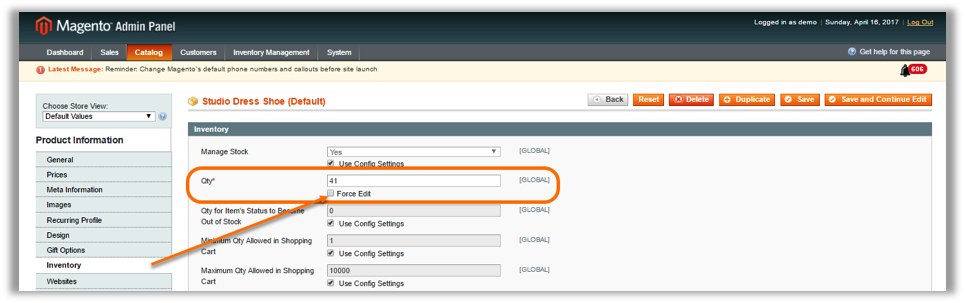 Magento® Admin Panel
Logged in as demo | Sunday, April 16, 2017 | Log Out
Dashboard Sales Catalog Customers Inventory Management System
Get help for this page
Latest Message: Reminder: Change Magento's default phone numbers and callouts before site launch
606
Choose Store View:
Default Values
Studio Dress Shoe (Default)
Back Reset Delete Duplicate Save Save and Continue Edit
Product Information
General
Prices
Meta Information
Images
Recurring Profile
Design
Gift Options
Inventory
Websites
Inventory
Manage Stock Yes [GLOBAL]
Use Config Settings
Qty* 41 [GLOBAL]
Force Edit
Qty for Item's Status to Become Out of Stock 0 [GLOBAL]
Use Config Settings
Minimum Qty Allowed in Shopping Cart 1 [GLOBAL]
Use Config Settings
Maximum Qty Allowed in Shopping Cart 10000 [GLOBAL]
Use Config Settings